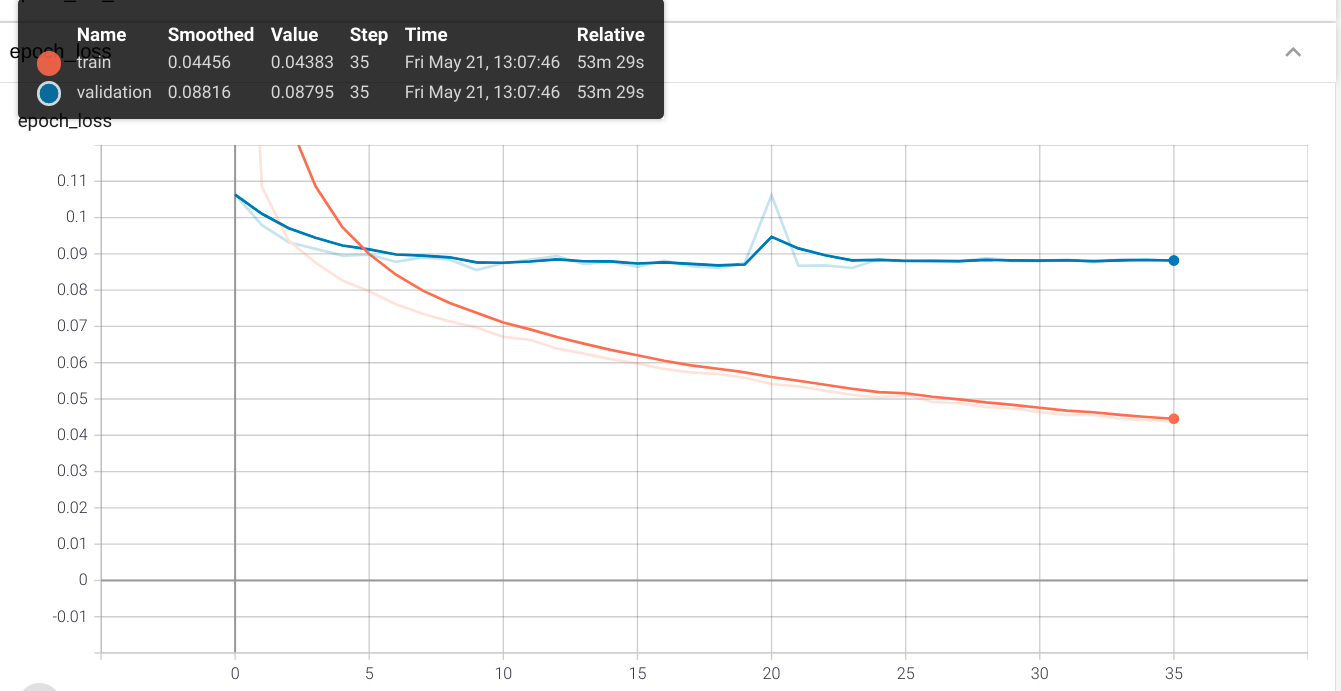 Name Smoothed Value Step Time Relative
epoch_loss
train 0.04456 0.04383 35 Fri May 21, 13:07:46 53m 29s
validation 0.08816 0.08795 35 Fri May 21, 13:07:46 53m 29s
epoch_loss
0.11
0.1
0.09
0.08
0.07
0.06
0.05
0.04
0.03
0.02
0.01
0
-0.01
0 5 10 15 20 25 30 35